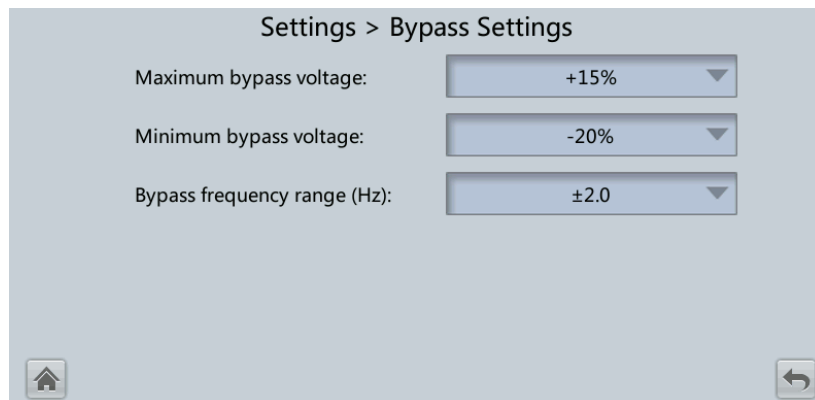 Settings > Bypass Settings
Maximum bypass voltage: +15%
Minimum bypass voltage: -20%
Bypass frequency range (Hz): ±2.0